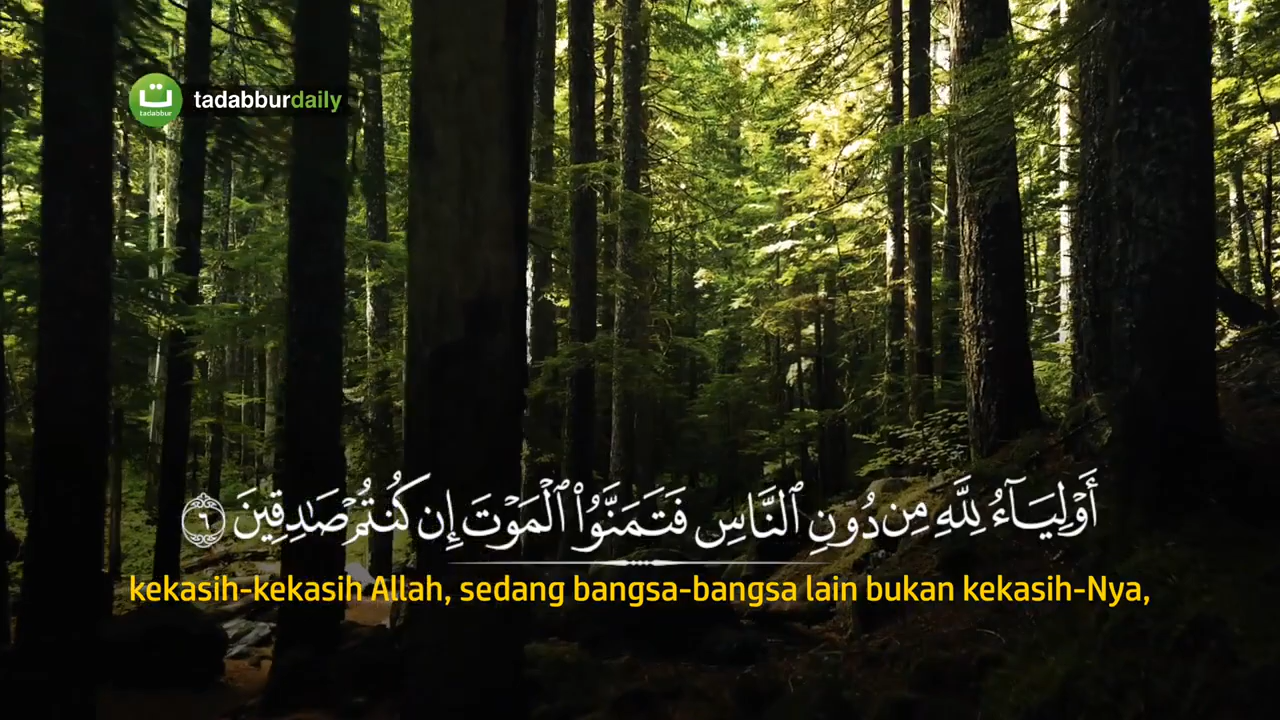 ت
tadabbur
tadabburdaily
أَوْلِيَآءُ لِلَّهِ مِن دُونِ ٱلنَّاسِ فَتَمَنَّوُا۟ ٱلْمَوْتَ إِن كُنتُمْ صَـٰدِقِينَ ٦
kekasih-kekasih Allah, sedang bangsa-bangsa lain bukan kekasih-Nya,